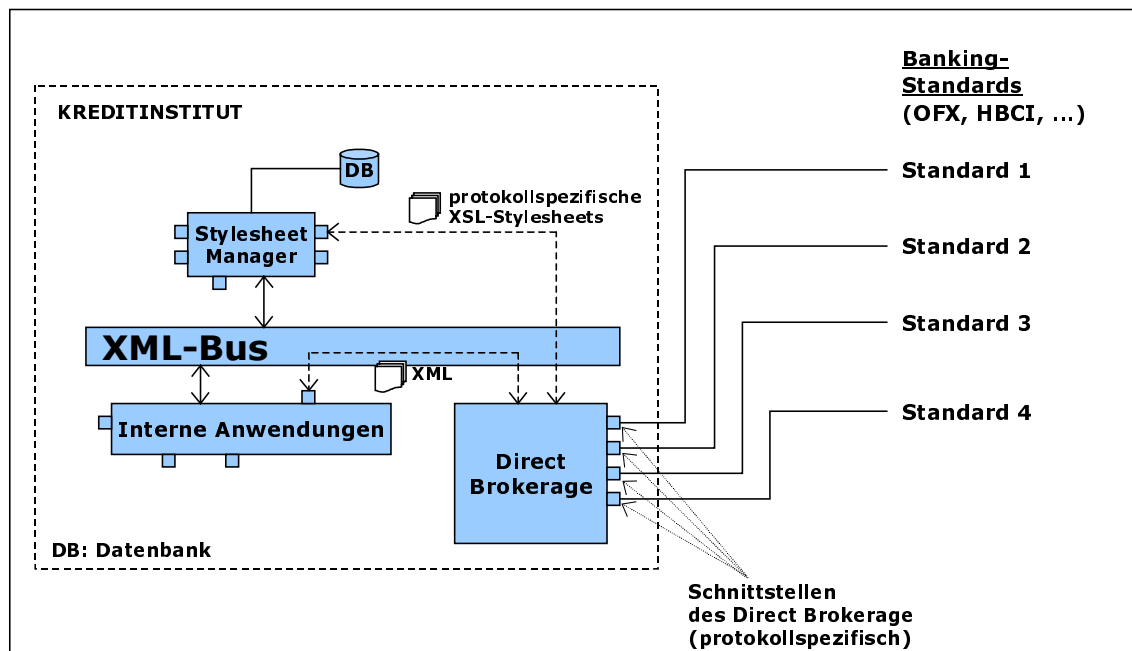 Banking-
Standards
(OFX, HBCI, ...)
KREDITINSTITUT
DB
protokollspezifische
XSL-Stylesheets
Standard 1
Stylesheet
Manager
Standard 2
Standard 3
XML-Bus
XML
Interne Anwendungen
Standard 4
Direct
Brokerage
DB: Datenbank
Schnittstellen
des Direct Brokerage
(protokollspezifisch)